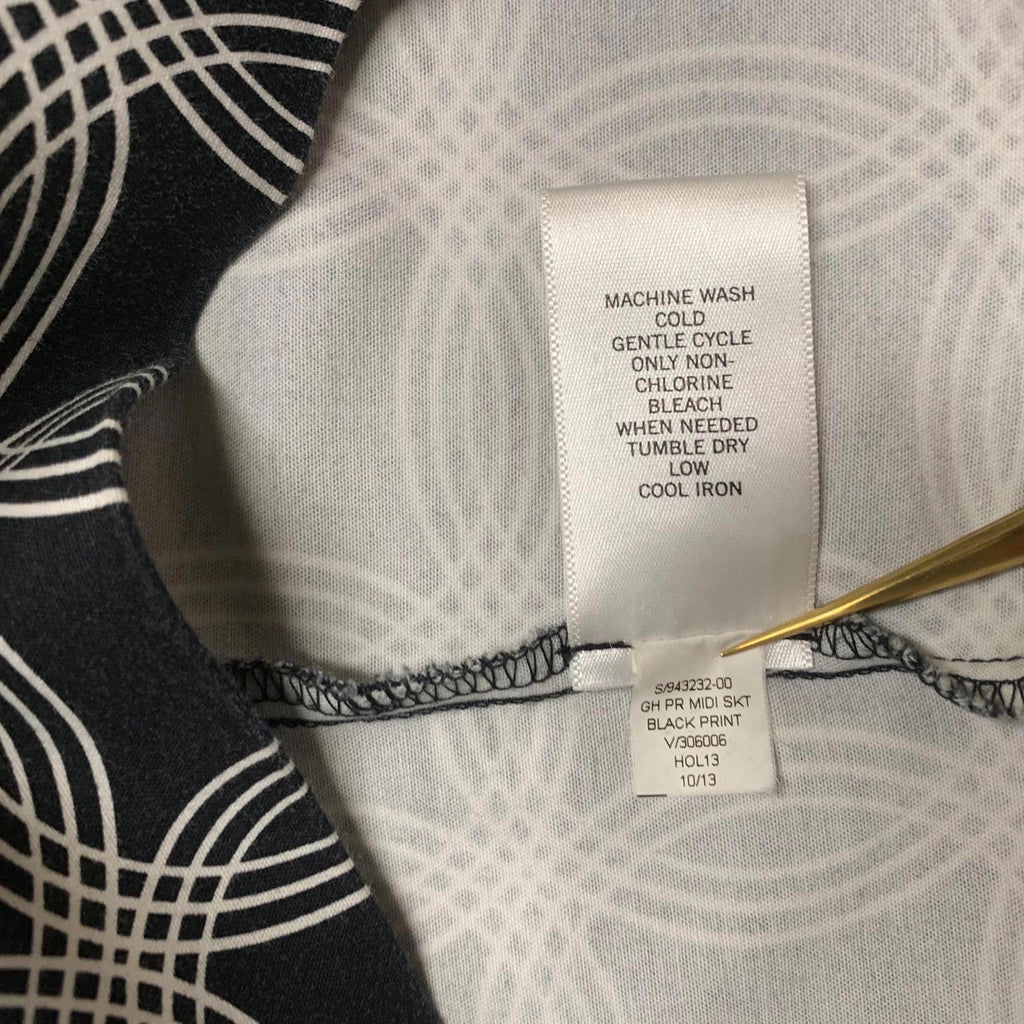 MACHINE WASH
COLD
GENTLE CYCLE
ONLY NON-
CHLORINE
BLEACH
WHEN NEEDED
TUMBLE DRY
LOW
COOL IRON
S/943232-00
GH PR MIDI SKT
BLACK PRINT
V/306006
HOL13
10/13